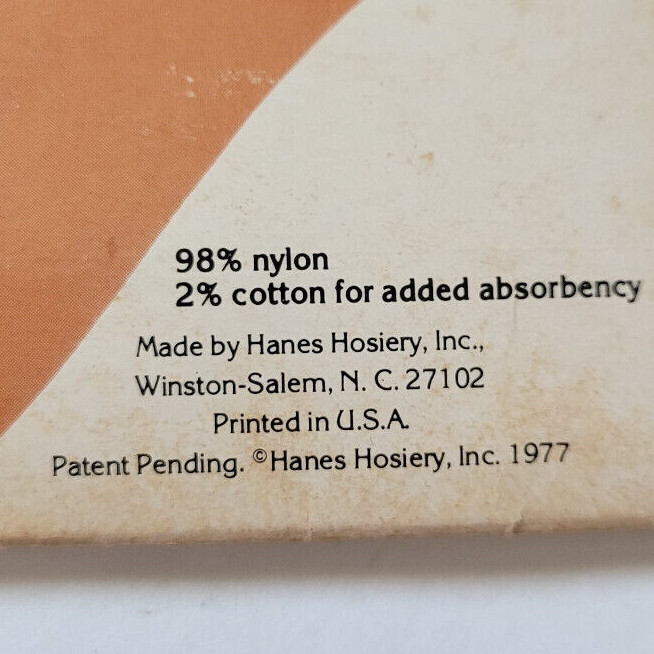 98% nylon
2% cotton for added absorbency
Made by Hanes Hosiery, Inc.,
Winston-Salem, N. C. 27102
Printed in U.S.A.
Patent Pending. ©Hanes Hosiery, Inc. 1977